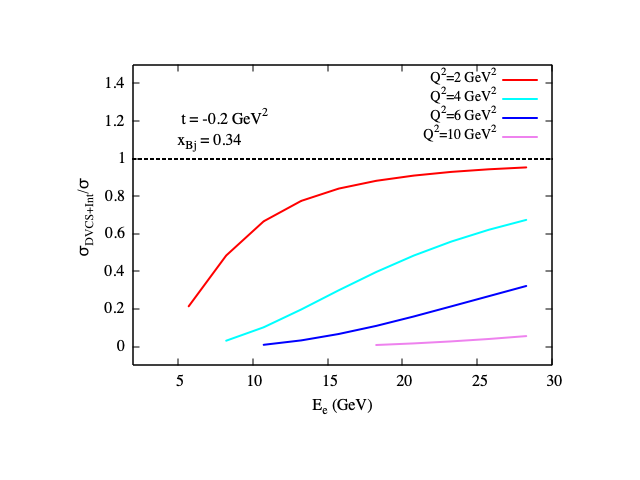 Q²=2 GeV²
Q²=4 GeV²
Q²=6 GeV²
Q²=10 GeV²
t = -0.2 GeV²
x_Bj = 0.34
1.4
1.2
1
0.8
0.6
0.4
0.2
0
σ_DVCS+Int/σ
5 10 15 20 25 30
E_e (GeV)